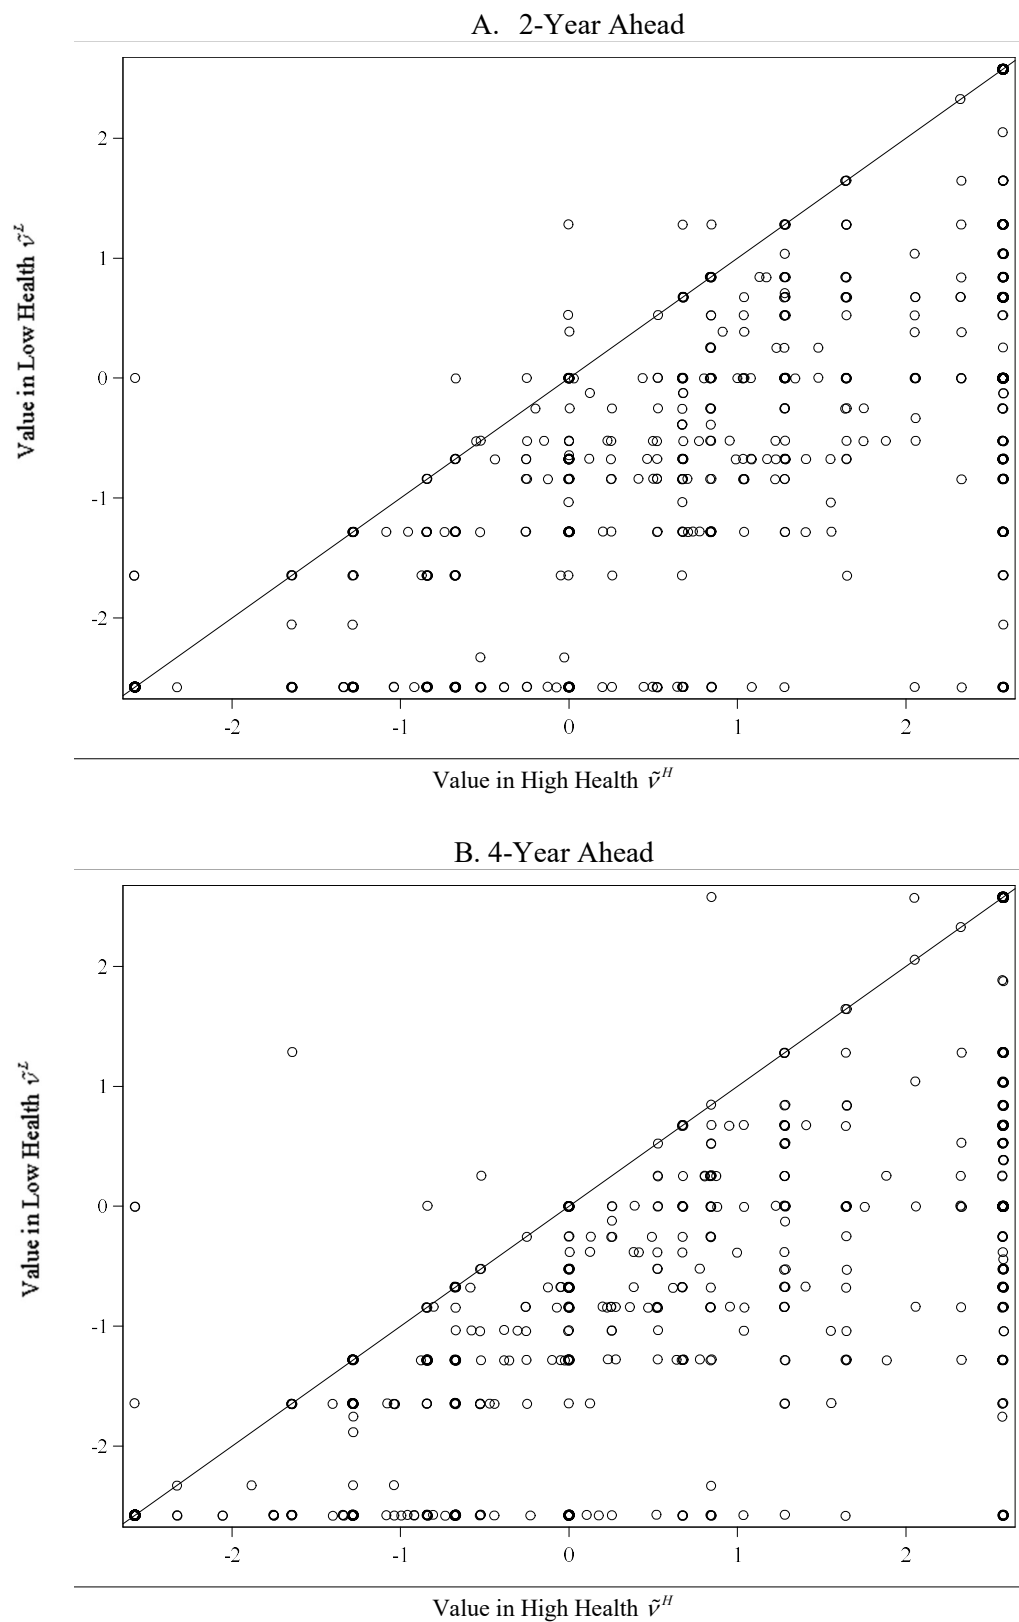 A. 2-Year Ahead
Value in Low Health ṽ^L
2
1
0
-1
-2
-2 -1 0 1 2
Value in High Health ṽ^H
B. 4-Year Ahead
Value in Low Health ṽ^L
2
1
0
-1
-2
-2 -1 0 1 2
Value in High Health ṽ^H